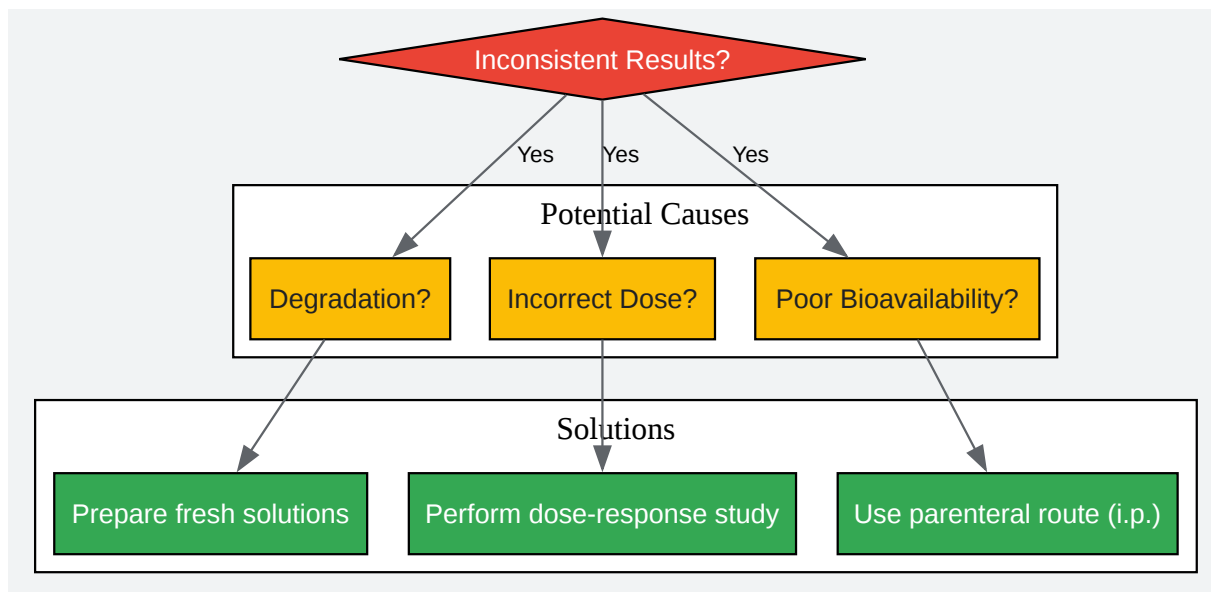 Inconsistent Results?
Yes
Yes
Yes
Potential Causes
Degradation?
Incorrect Dose?
Poor Bioavailability?
Solutions
Prepare fresh solutions
Perform dose-response study
Use parenteral route (i.p.)